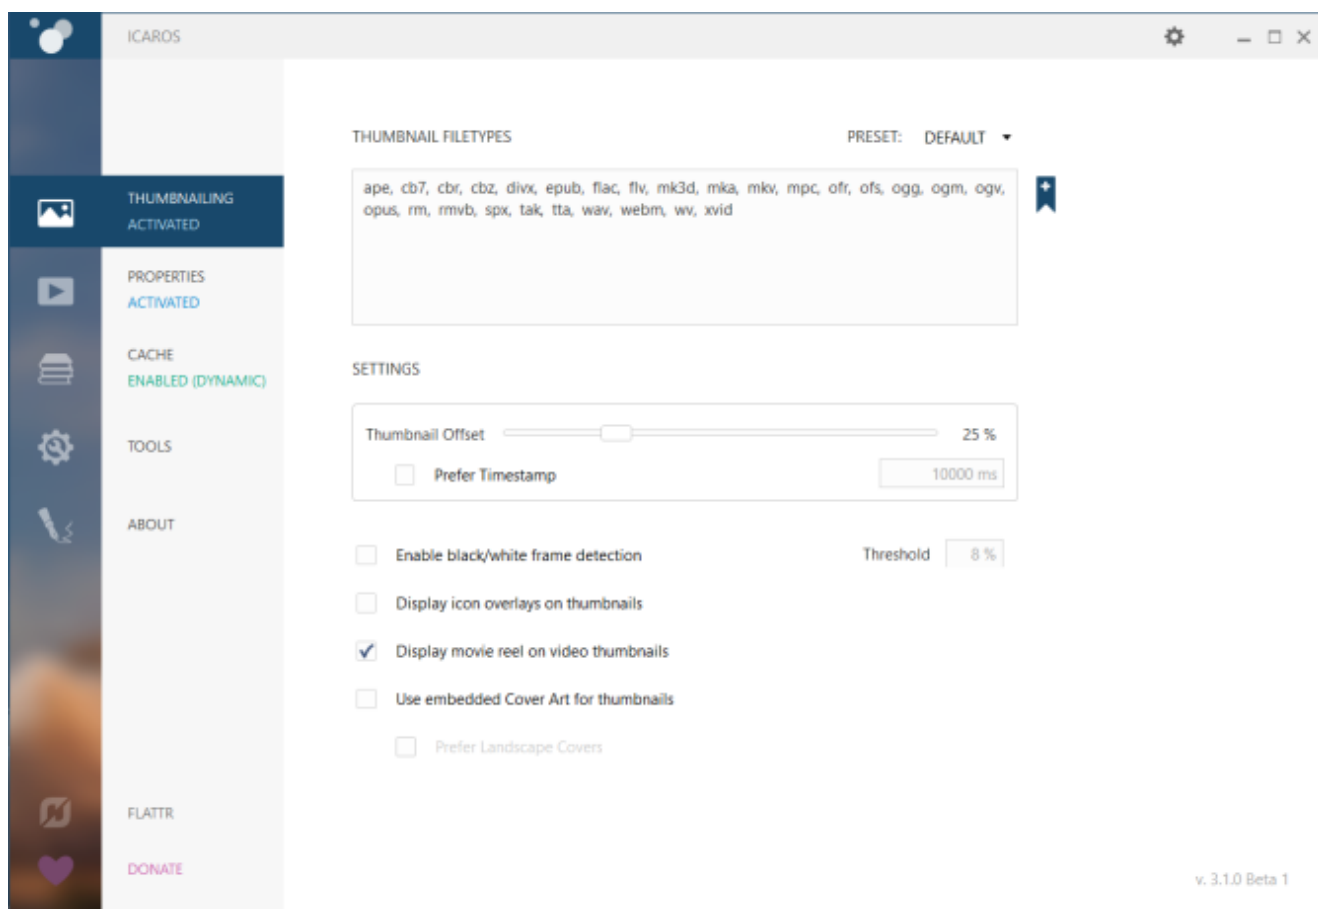 ICAROS
THUMBNAILING
ACTIVATED
PROPERTIES
ACTIVATED
CACHE
ENABLED (DYNAMIC)
TOOLS
ABOUT
FLATTR
DONATE
THUMBNAIL FILETYPES
PRESET: DEFAULT
ape, cb7, cbr, cbz, divx, epub, flac, flv, mk3d, mka, mkv, mpc, ofr, ofs, ogg, ogm, ogv,
opus, rm, rmvb, spx, tak, tta, wav, webm, wv, xvid
SETTINGS
Thumbnail Offset 25 %
Prefer Timestamp 10000 ms
Enable black/white frame detection Threshold 8 %
Display icon overlays on thumbnails
Display movie reel on video thumbnails
Use embedded Cover Art for thumbnails
Prefer Landscape Covers
v. 3.1.0 Beta 1